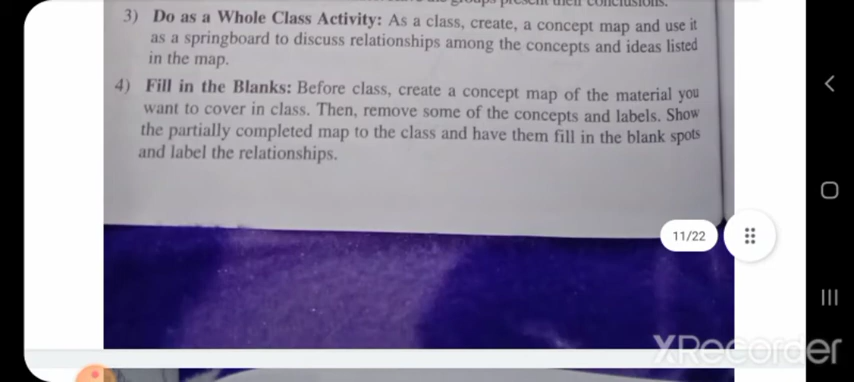 present their conclusions.
3) Do as a Whole Class Activity: As a class, create, a concept map and use it
as a springboard to discuss relationships among the concepts and ideas listed
in the map.
4) Fill in the Blanks: Before class, create a concept map of the material you
want to cover in class. Then, remove some of the concepts and labels. Show
the partially completed map to the class and have them fill in the blank spots
and label the relationships.
11/22
XRecorder